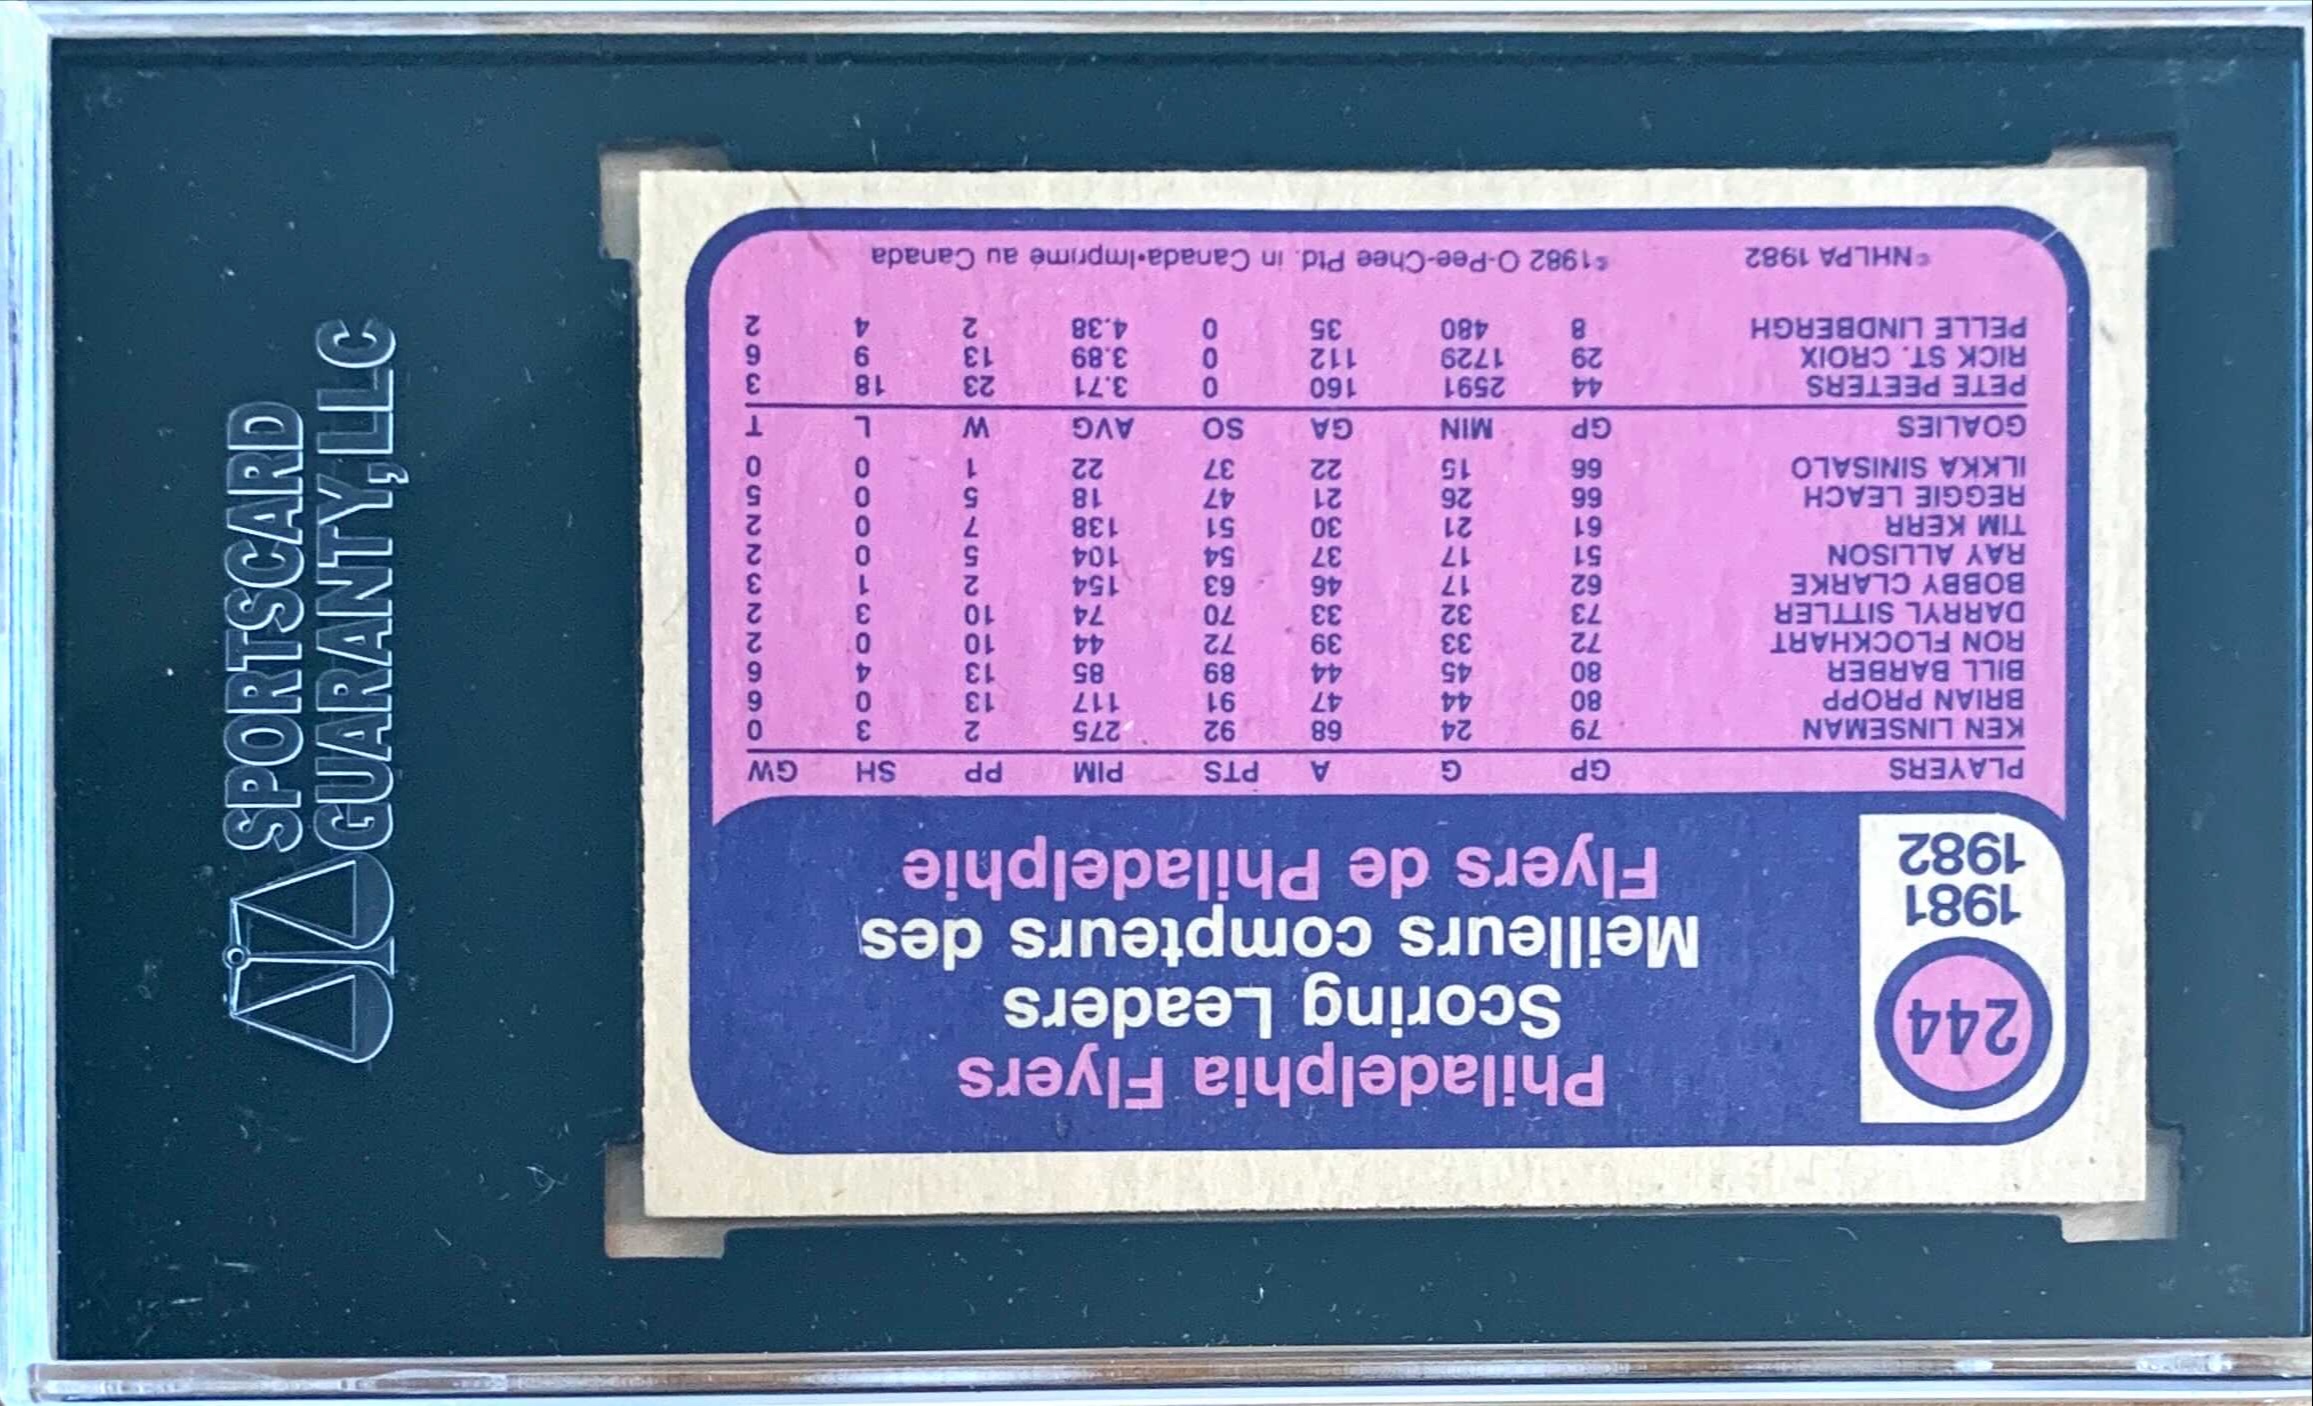 SPORTSCARD
GUARANTY, LLC
244
1981
1982
Philadelphia Flyers
Scoring Leaders
Meilleurs compteurs des
Flyers de Philadelphie
PLAYERS GP G A PTS PIM PP SH GW
KEN LINSEMAN 79 24 68 92 275 2 3 0
BRIAN PROPP 80 44 47 91 117 13 0 6
BILL BARBER 80 45 44 89 85 13 4 6
RON FLOCKHART 72 33 39 72 44 10 0 2
DARRYL SITTLER 73 32 33 70 74 10 3 2
BOBBY CLARKE 62 17 46 63 154 2 1 3
RAY ALLISON 51 17 37 54 104 5 0 2
TIM KERR 61 21 30 51 138 7 0 2
REGGIE LEACH 66 26 21 47 18 5 0 5
ILKKA SINISALO 66 15 22 37 22 1 0 0
GOALIES GP MIN GA SO AVG W L T
PETE PEETERS 44 2591 160 0 3.71 23 18 3
RICK ST. CROIX 29 1729 112 0 3.89 13 9 6
PELLE LINDBERGH 8 480 35 0 4.38 2 4 2
©NHLPA 1982 ©1982 O-Pee-Chee Ptd. in Canada•Imprimé au Canada